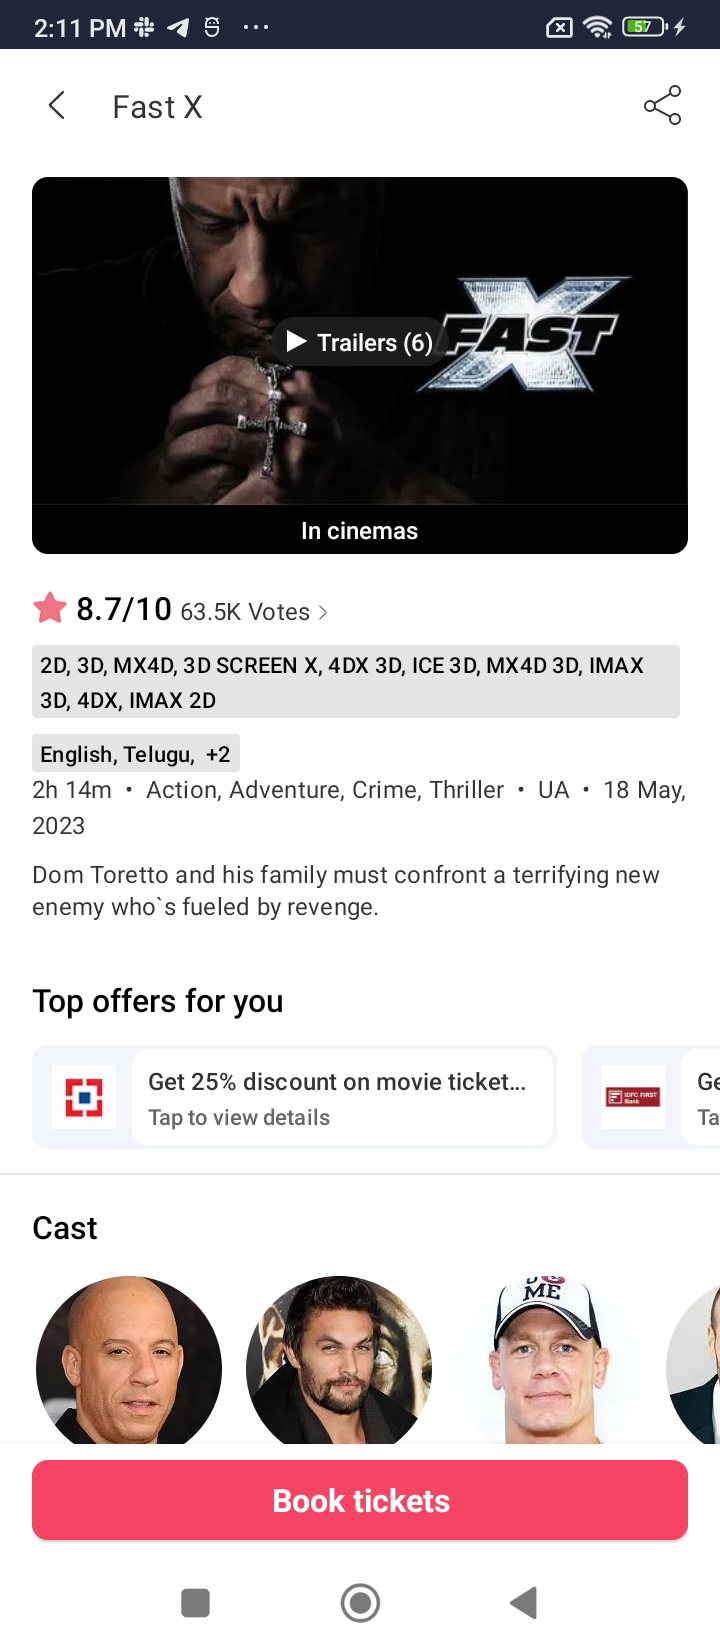 2:11 PM
57
Fast X
FAST X
Trailers (6)
In cinemas
8.7/10 63.5K Votes
2D, 3D, MX4D, 3D SCREEN X, 4DX 3D, ICE 3D, MX4D 3D, IMAX
3D, 4DX, IMAX 2D
English, Telugu, +2
2h 14m • Action, Adventure, Crime, Thriller • UA • 18 May,
2023
Dom Toretto and his family must confront a terrifying new
enemy who`s fueled by revenge.
Top offers for you
Get 25% discount on movie ticket...
Tap to view details
IDFC FIRST
Bank
Ge
Ta
Cast
ME
Book tickets